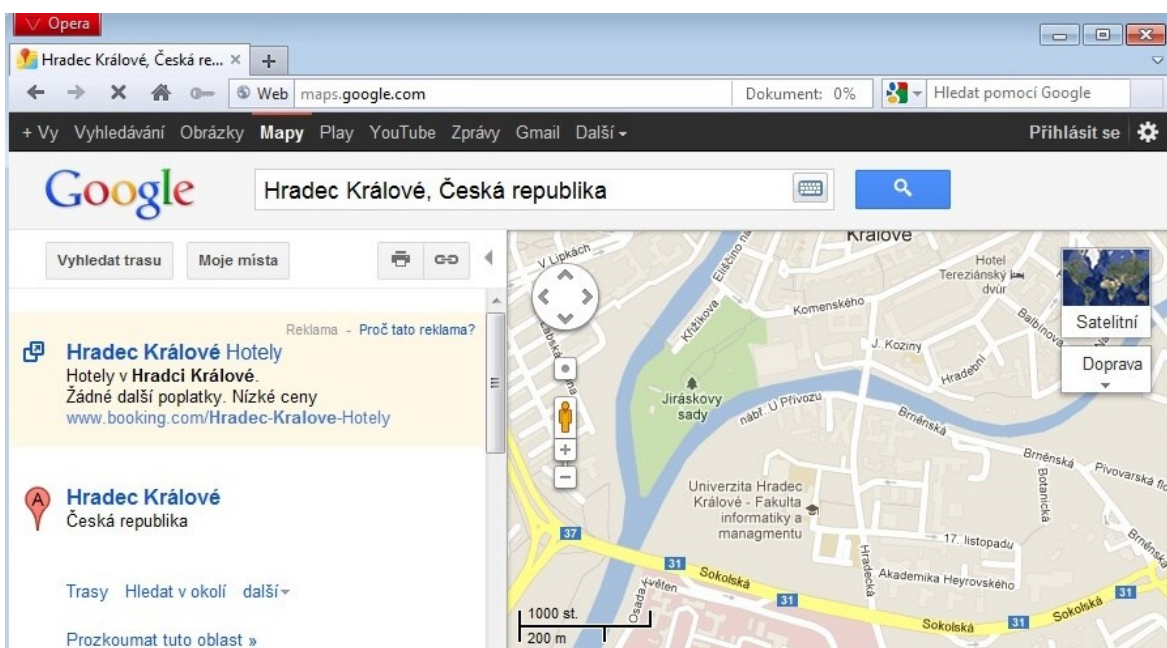 Opera
Hradec Králové, Česká re...
Web maps.google.com Dokument: 0% Hledat pomocí Google
+ Vy Vyhledávání Obrázky Mapy Play YouTube Zprávy Gmail Další Přihlásit se
Google Hradec Králové, Česká republika
Vyhledat trasu Moje místa
Reklama - Proč tato reklama?
Hradec Králové Hotely
Hotely v Hradci Králové.
Žádné další poplatky. Nízké ceny
www.booking.com/Hradec-Kralove-Hotely
A Hradec Králové
Česká republika
Trasy Hledat v okolí další
Prozkoumat tuto oblast »
Králové
V Lipkách
Eliščino
Hotel
Tereziánský
dvůr
Křižíkova
Komenského
Balbínova
Satelitní
J. Koziny
Doprava
Hradební
Jiráskovy
sady
nábř. U Přívozu
Brněnská
Brněnská
Pivovarská
Botanická
Univerzita Hradec
Králové - Fakulta
informatiky a
managmentu
37
17. listopadu
Brněnská
31
Sokolská
Hradecká
Akademika Heyrovského
31
31
Sokolská
Osada
květen
1000 st.
200 m
Sokolská
31